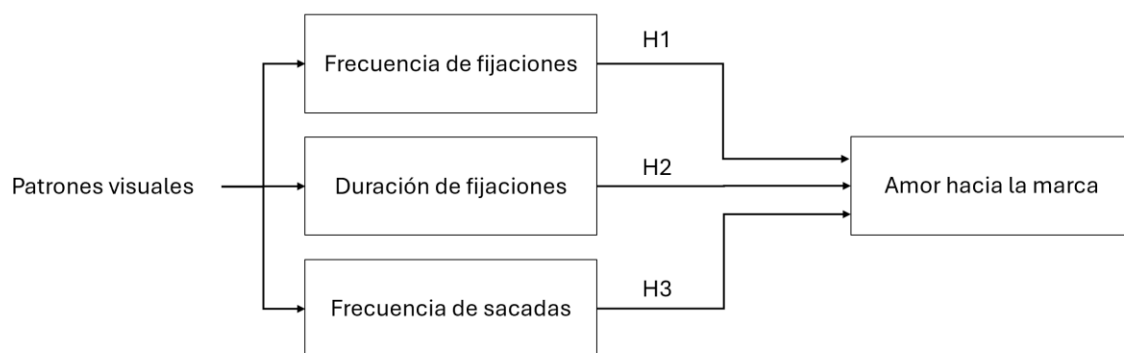 Patrones visuales
Frecuencia de fijaciones
H1
Duración de fijaciones
H2
Frecuencia de sacadas
H3
Amor hacia la marca